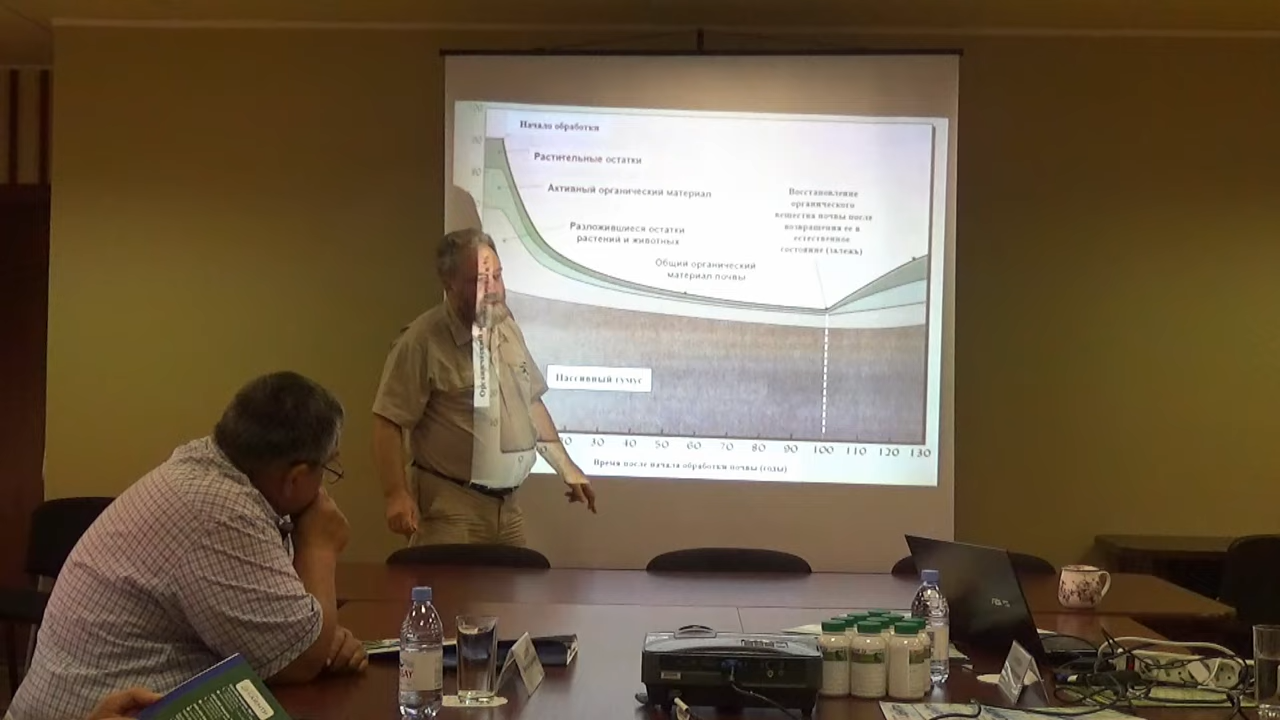 Начало обработки
Растительные остатки
Активный органический материал
Разложившиеся остатки
растений и животных
Общий органический
материал почвы
Восстановление
органического
вещества почвы после
возвращения ее в
естественное
состояние (залежь)
Пассивный гумус
30 40 50 60 70 80 90 100 110 120 130
Время после начала обработки почвы (годы)